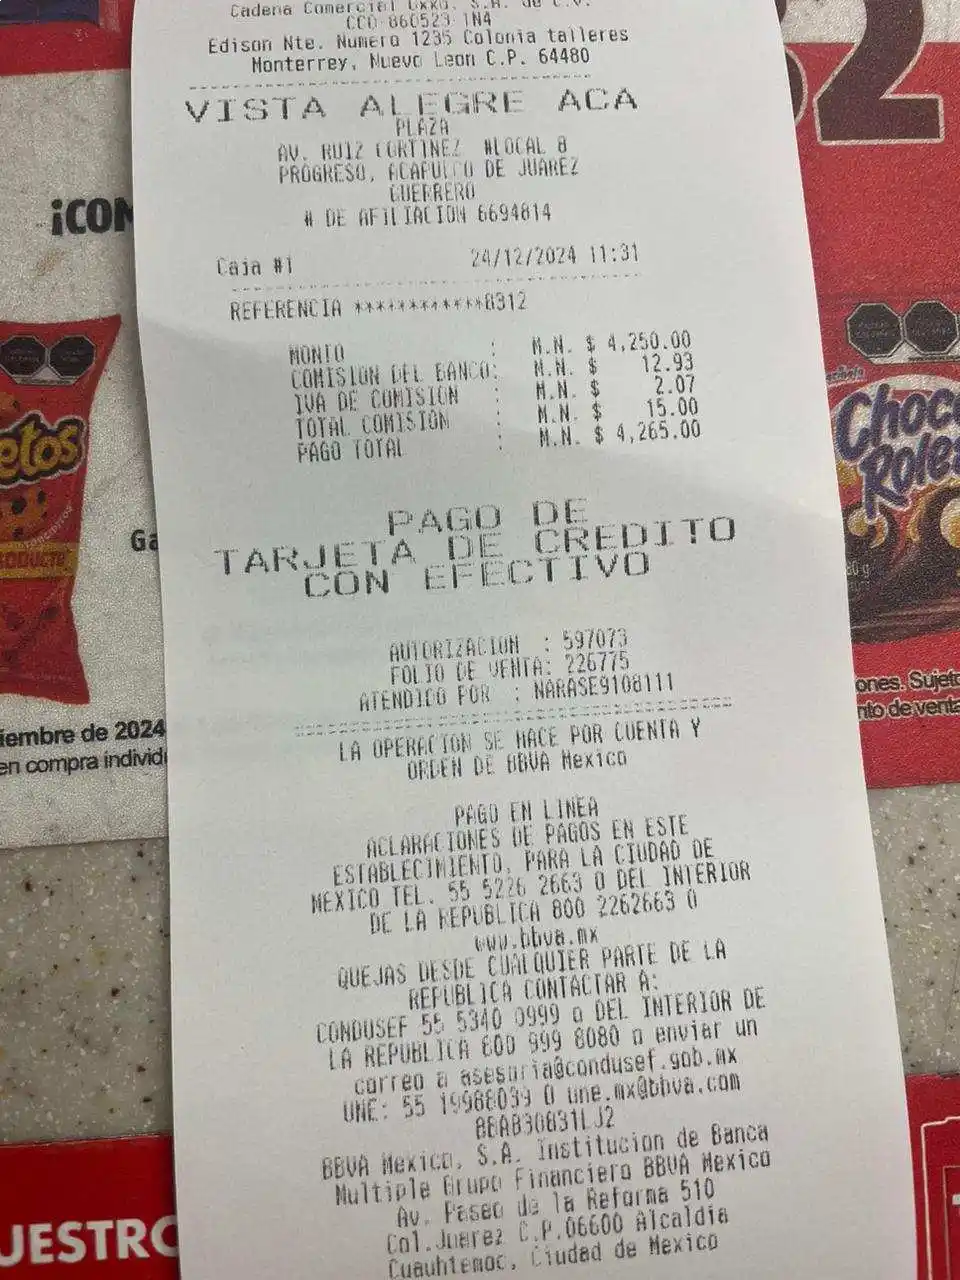 Cadena Comercial Oxxo, S.A. de C.V.
CCO-860523-1N4
Edison Nte. Numero 1235 Colonia talleres
Monterrey, Nuevo Leon C.P. 64480
VISTA ALEGRE ACA
PLAZA
AV. RUIZ CORTINEZ #LOCAL 8
PROGRESO, ACAPULCO DE JUAREZ
GUERRERO
# DE AFILIACION 6694814
Caja #1 24/12/2024 11:31
REFERENCIA ************8312
MONTO : M.N. $ 4,250.00
COMISION DEL BANCO: M.N. $ 12.93
IVA DE COMISION : M.N. $ 2.07
TOTAL COMISION : M.N. $ 15.00
PAGO TOTAL : M.N. $ 4,265.00
PAGO DE
TARJETA DE CREDITO
CON EFECTIVO
AUTORIZACION : 597073
FOLIO DE VENTA: 226775
ATENDIDO POR : NARASE9108111
LA OPERACION SE HACE POR CUENTA Y
ORDEN DE BBVA Mexico
PAGO EN LINEA
ACLARACIONES DE PAGOS EN ESTE
ESTABLECIMIENTO, PARA LA CIUDAD DE
MEXICO TEL. 55 5226 2663 O DEL INTERIOR
DE LA REPUBLICA 800 2262663 O
www.bbva.mx
QUEJAS DESDE CUALQUIER PARTE DE LA
REPUBLICA CONTACTAR A:
CONDUSEF 55 5340 0999 o DEL INTERIOR DE
LA REPUBLICA 800 999 8080 o enviar un
correo a asesoria@condusef.gob.mx
UNE: 55 19988039 O une.mx@bbva.com
BBA830831LJ2
BBVA Mexico, S.A. Institucion de Banca
Multiple Grupo Financiero BBVA Mexico
Av. Paseo de la Reforma 510
Col.Juarez C.P.06600 Alcaldia
Cuauhtemoc, Ciudad de Mexico
¡CON
etos
Ga
iembre de 2024
en compra individ
UESTRO
2
Choco
Roles
80 g
ones. Sujeto
nto de venta